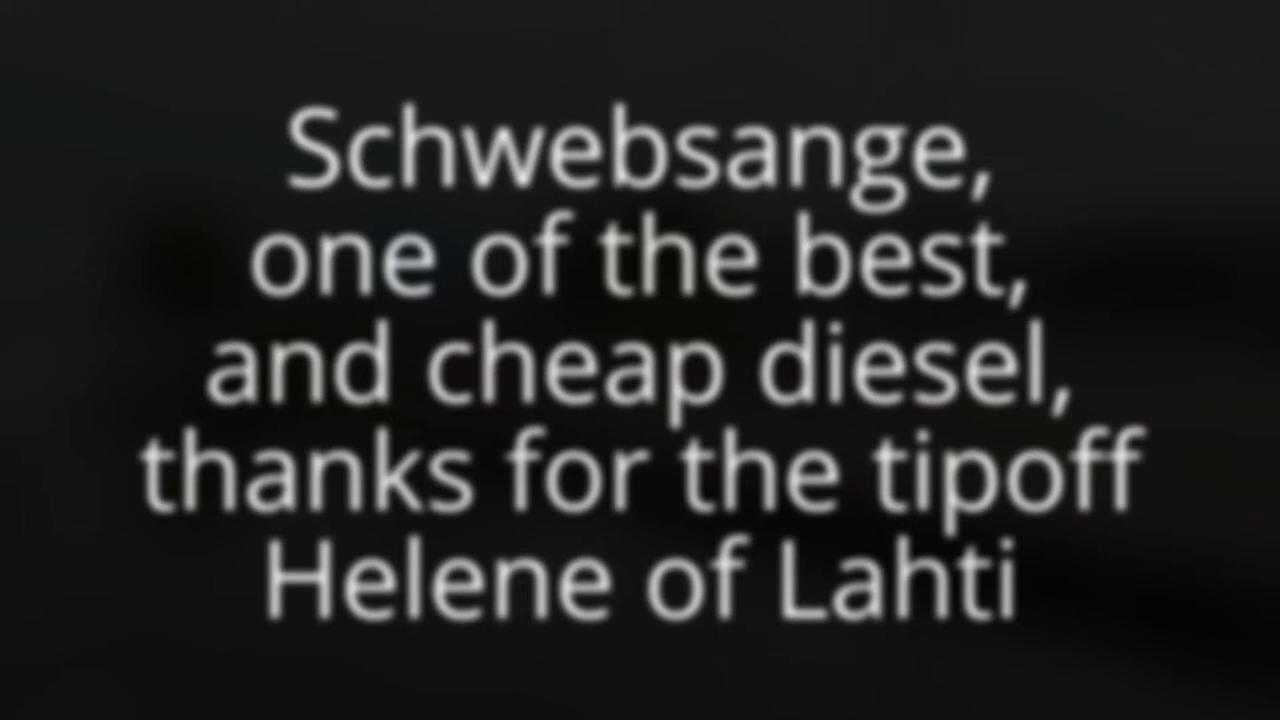 Schwebsange,
one of the best,
and cheap diesel,
thanks for the tipoff
Helene of Lahti